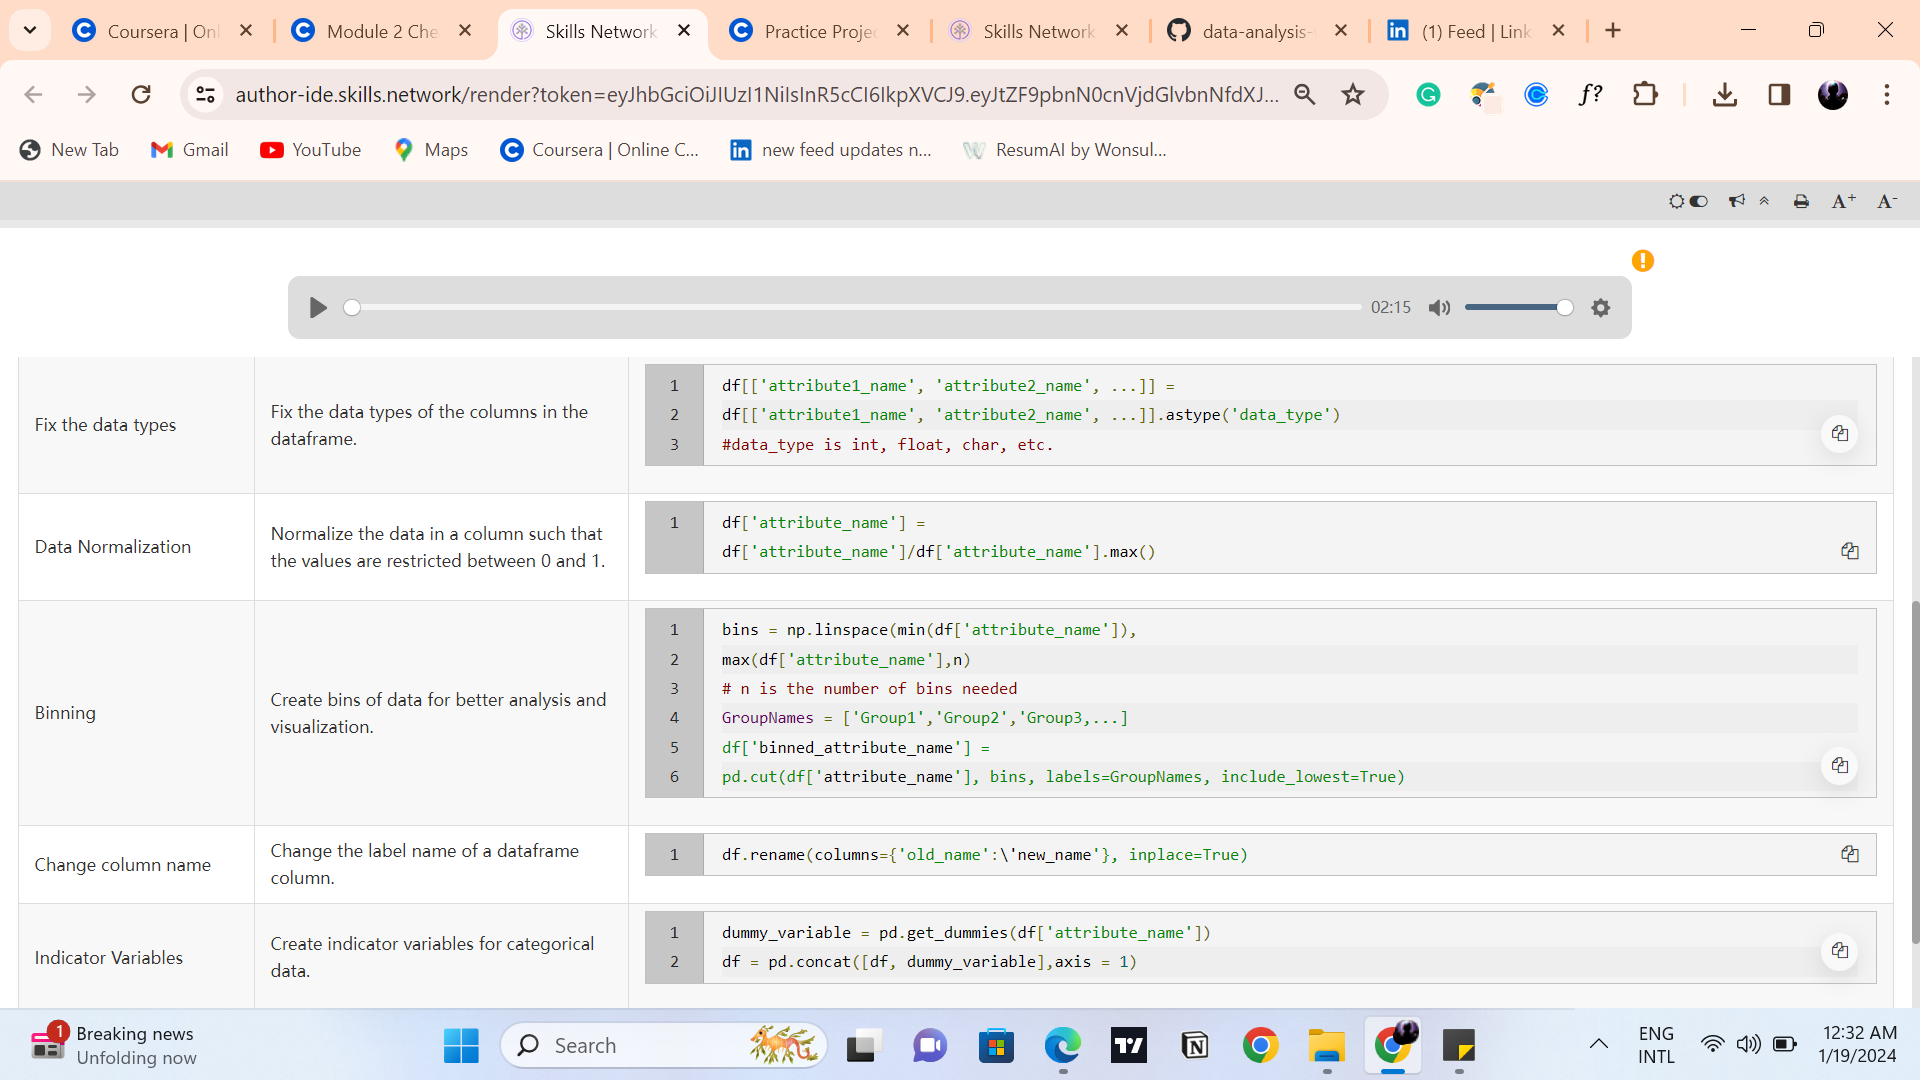 Coursera | Onl
Module 2 Che
Skills Network
Practice Projec
Skills Network
data-analysis-
(1) Feed | Link
author-ide.skills.network/render?token=eyJhbGciOiJIUzI1NiIsInR5cCI6IkpXVCJ9.eyJtZF9pbnN0cnVjdGlvbnNfdXJ...
f?
New Tab
Gmail
YouTube
Maps
Coursera | Online C...
new feed updates n...
ResumAI by Wonsul...
A+
A-
02:15
Fix the data types
Fix the data types of the columns in the
dataframe.
1 df[['attribute1_name', 'attribute2_name', ...]] =
2 df[['attribute1_name', 'attribute2_name', ...]].astype('data_type')
3 #data_type is int, float, char, etc.
Data Normalization
Normalize the data in a column such that
the values are restricted between 0 and 1.
1 df['attribute_name'] =
df['attribute_name']/df['attribute_name'].max()
Binning
Create bins of data for better analysis and
visualization.
1 bins = np.linspace(min(df['attribute_name']),
2 max(df['attribute_name'],n)
3 # n is the number of bins needed
4 GroupNames = ['Group1','Group2','Group3,...]
5 df['binned_attribute_name'] =
6 pd.cut(df['attribute_name'], bins, labels=GroupNames, include_lowest=True)
Change column name
Change the label name of a dataframe
column.
1 df.rename(columns={'old_name':\'new_name'}, inplace=True)
Indicator Variables
Create indicator variables for categorical
data.
1 dummy_variable = pd.get_dummies(df['attribute_name'])
2 df = pd.concat([df, dummy_variable],axis = 1)
1
Breaking news
Unfolding now
Search
ENG
INTL
12:32 AM
1/19/2024